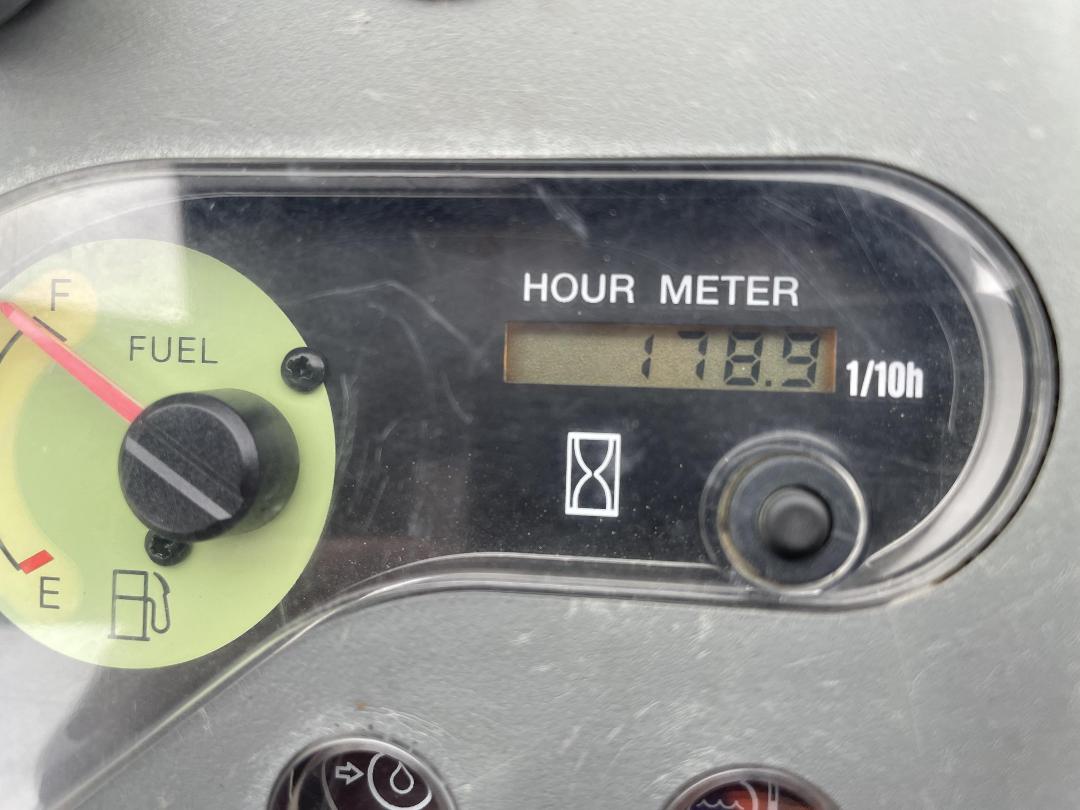 F
FUEL
E
HOUR METER
178.9
1/10h